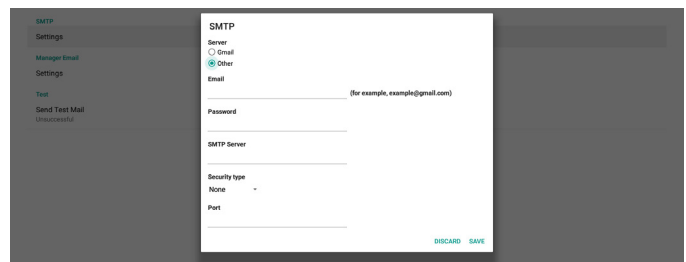 SMTP
Settings
Manager Email
Settings
Test
Send Test Mail
Unsuccessful
SMTP
Server
Gmail
Other
Email
(for example, example@gmail.com)
Password
SMTP Server
Security type
None
Port
DISCARD SAVE